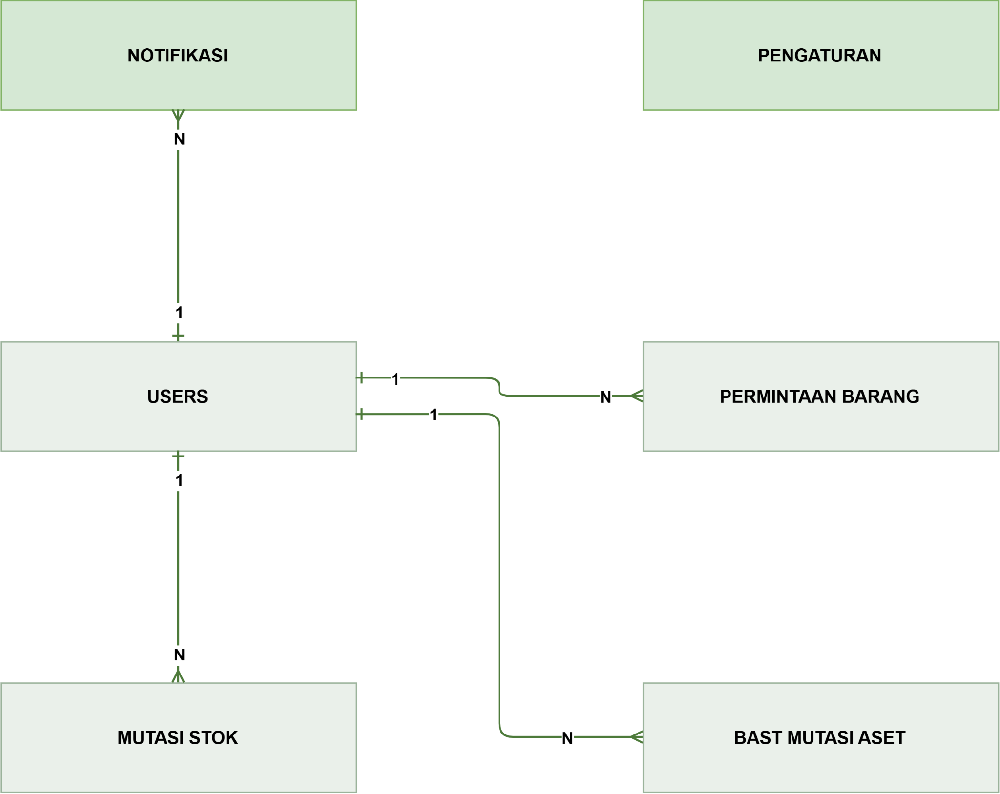 NOTIFIKASI
PENGATURAN
N
1
USERS
1
N
PERMINTAAN BARANG
1
1
N
N
MUTASI STOK
BAST MUTASI ASET